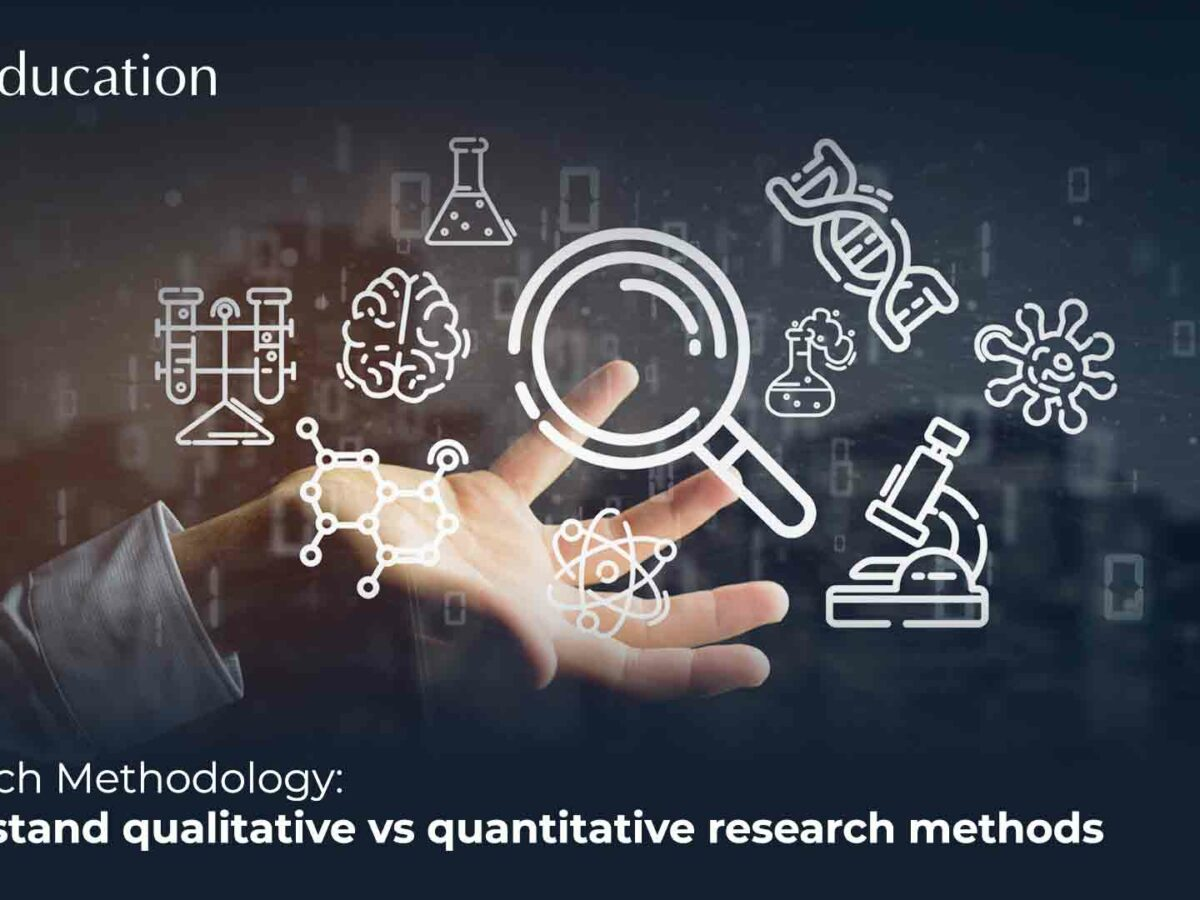 ducation
ch Methodology:
stand qualitative vs quantitative research methods